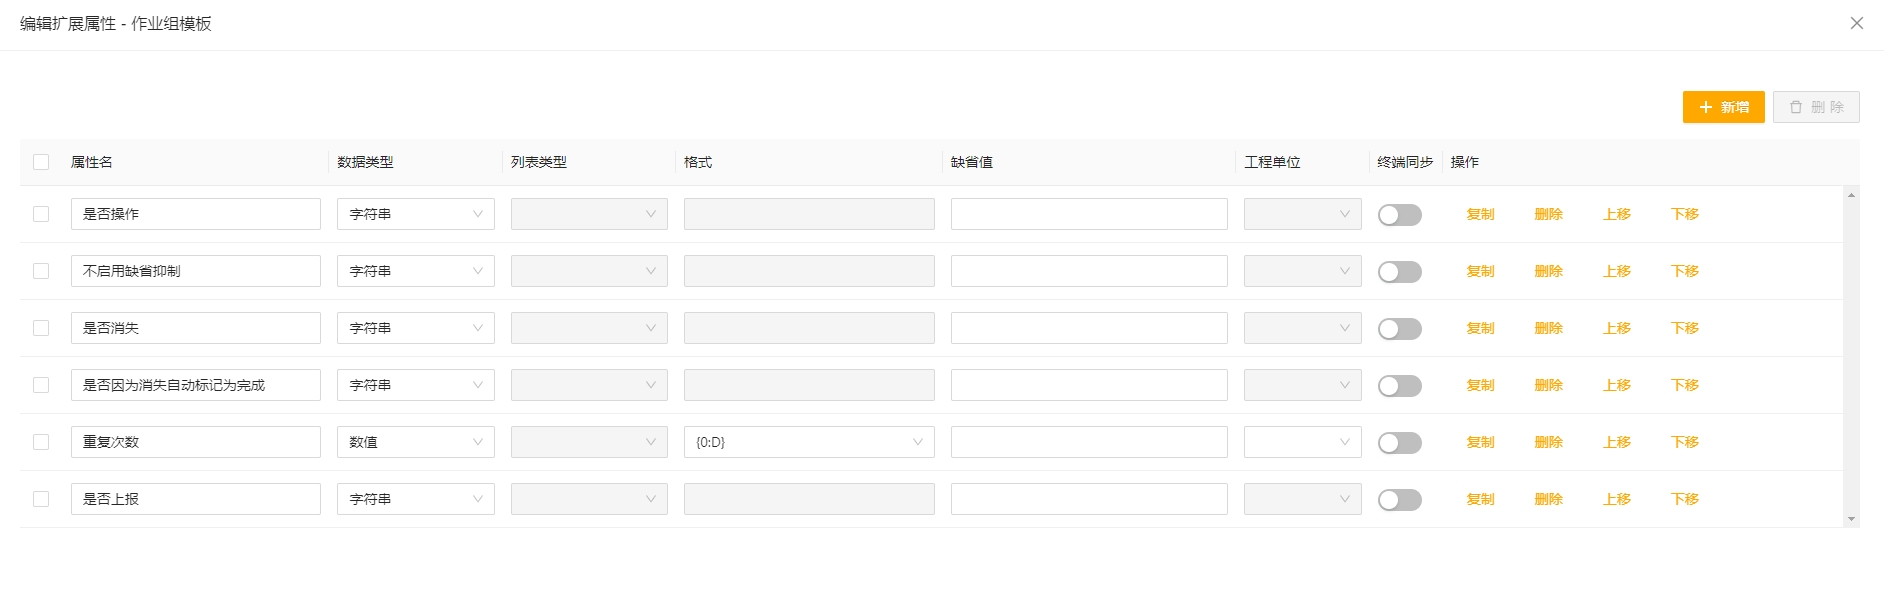 编辑扩展属性 - 作业组模板
新增 删除
属性名 数据类型 列表类型 格式 缺省值 工程单位 终端同步 操作
是否操作 字符串 复制 删除 上移 下移
不启用缺省抑制 字符串 复制 删除 上移 下移
是否消失 字符串 复制 删除 上移 下移
是否因为消失自动标记为完成 字符串 复制 删除 上移 下移
重复次数 数值 {0:D} 复制 删除 上移 下移
是否上报 字符串 复制 删除 上移 下移